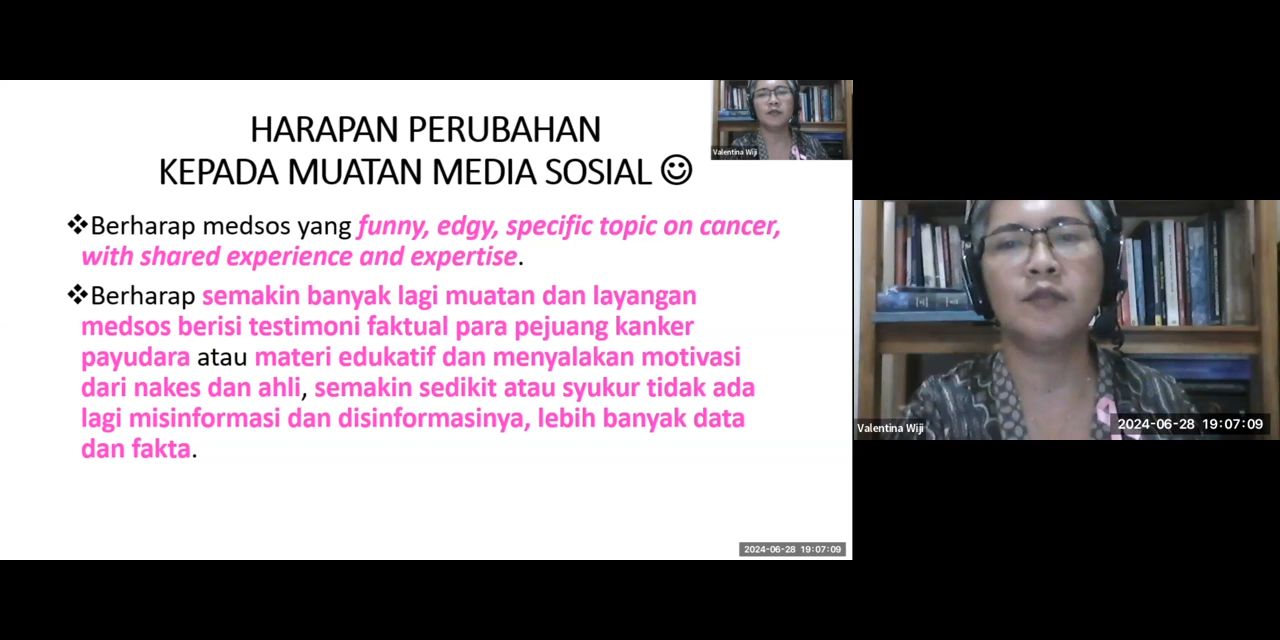 HARAPAN PERUBAHAN
KEPADA MUATAN MEDIA SOSIAL ☺
❖Berharap medsos yang funny, edgy, specific topic on cancer,
with shared experience and expertise.
❖Berharap semakin banyak lagi muatan dan layangan
medsos berisi testimoni faktual para pejuang kanker
payudara atau materi edukatif dan menyalakan motivasi
dari nakes dan ahli, semakin sedikit atau syukur tidak ada
lagi misinformasi dan disinformasinya, lebih banyak data
dan fakta.
Valentina Wiji
2024-06-28 19:07:09
Valentina Wiji
2024-06-28 19:07:09